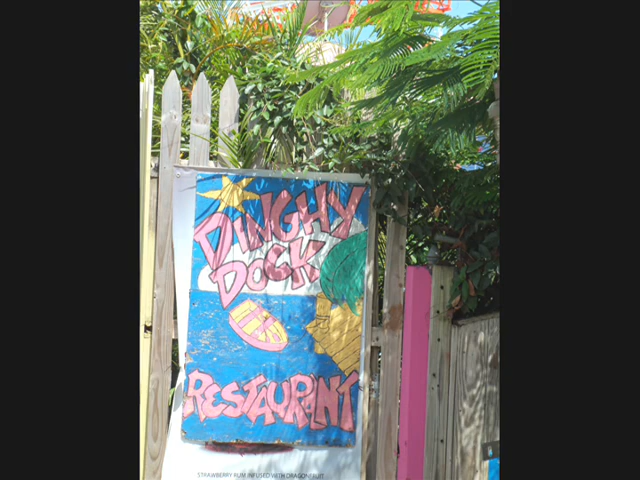 DINGHY
DOCK
RESTAURANT
STRAWBERRY RUM INFUSED WITH DRAGONFRUIT